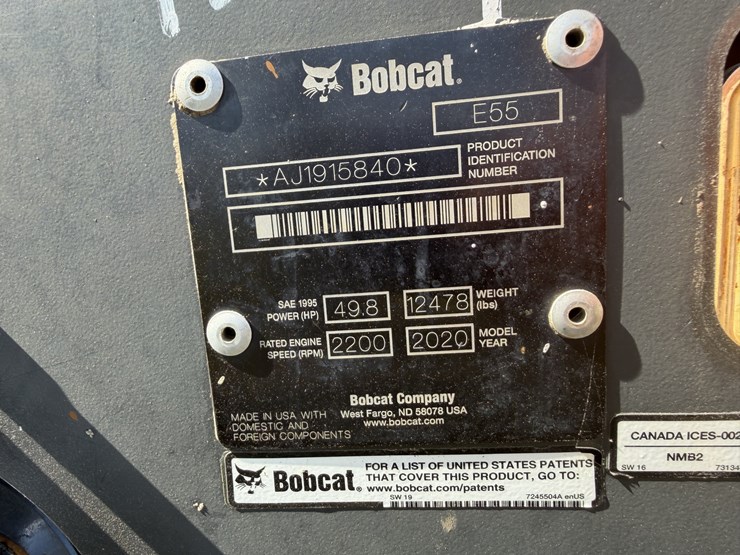 Bobcat.
E55
*AJ1915840*
PRODUCT
IDENTIFICATION
NUMBER
SAE 1995
POWER (HP)
49.8
12478
WEIGHT
(lbs)
RATED ENGINE
SPEED (RPM)
2200
2020
MODEL
YEAR
Bobcat Company
West Fargo, ND 58078 USA
www.bobcat.com
MADE IN USA WITH
DOMESTIC AND
FOREIGN COMPONENTS
Bobcat.
FOR A LIST OF UNITED STATES PATENTS
THAT COVER THIS PRODUCT, GO TO:
www.bobcat.com/patents
SW 19
7245504A enUS
CANADA ICES-002
NMB2
SW 16
73134